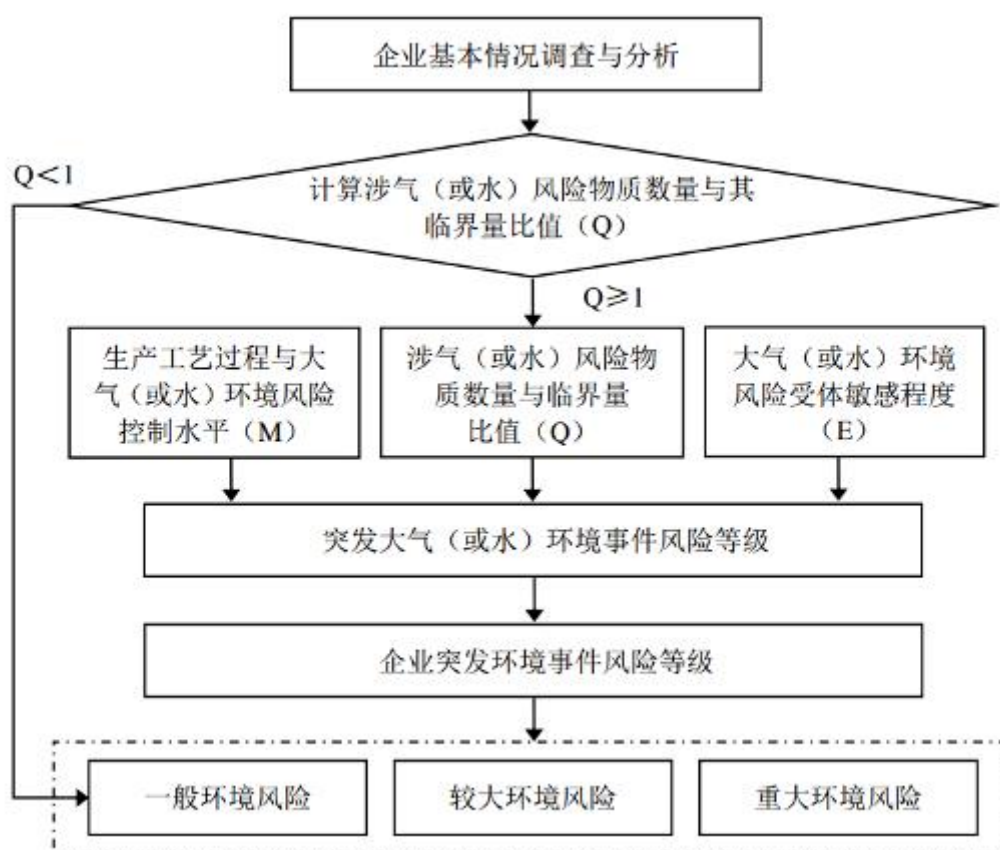 企业基本情况调查与分析
Q＜1
计算涉气（或水）风险物质数量与其
临界量比值（Q）
Q≥1
生产工艺过程与大
气（或水）环境风险
控制水平（M）
涉气（或水）风险物
质数量与临界量
比值（Q）
大气（或水）环境
风险受体敏感程度
（E）
突发大气（或水）环境事件风险等级
企业突发环境事件风险等级
一般环境风险
较大环境风险
重大环境风险